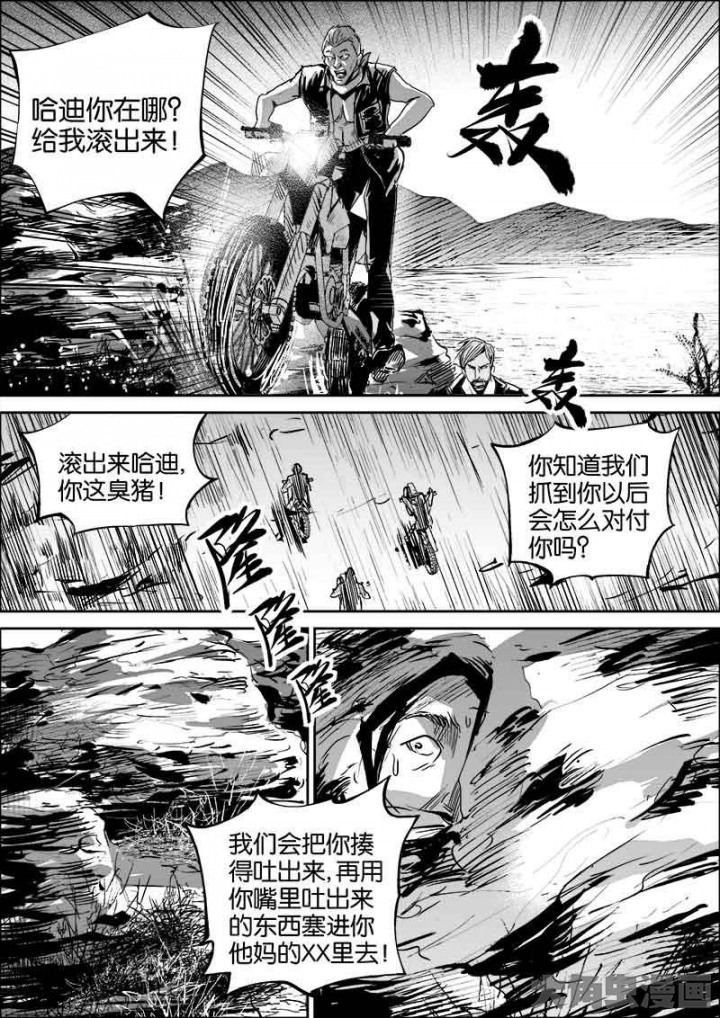 哈迪你在哪？
给我滚出来！
轰
轰
滚出来哈迪，
你这臭猪！
你知道我们
抓到你以后
会怎么对付
你吗？
隆
隆
隆
我们会把你揍
得吐出来，再用
你嘴里吐出来
的东西塞进你
他妈的XX里去！